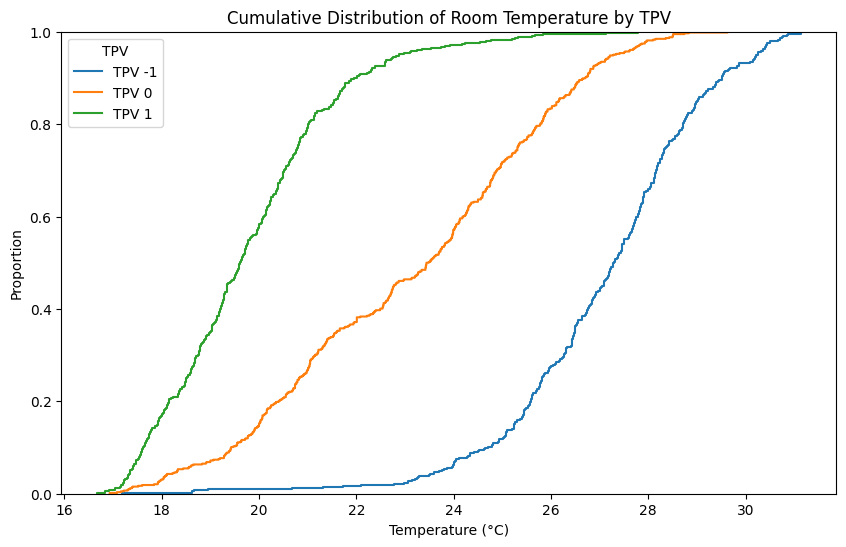 Cumulative Distribution of Room Temperature by TPV
TPV
TPV -1
TPV 0
TPV 1
Proportion
1.0
0.8
0.6
0.4
0.2
0.0
16 18 20 22 24 26 28 30
Temperature (°C)